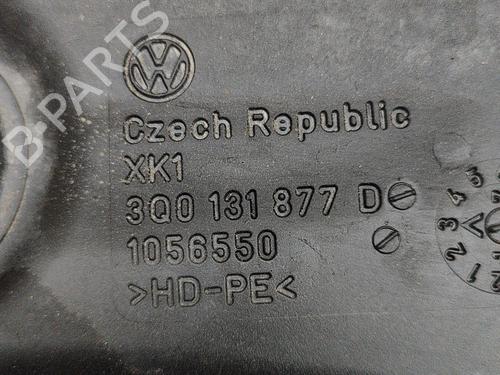 B-PARTS
Czech Republic
XK1
3Q0 131 877 D
1056550
>HD-PE<